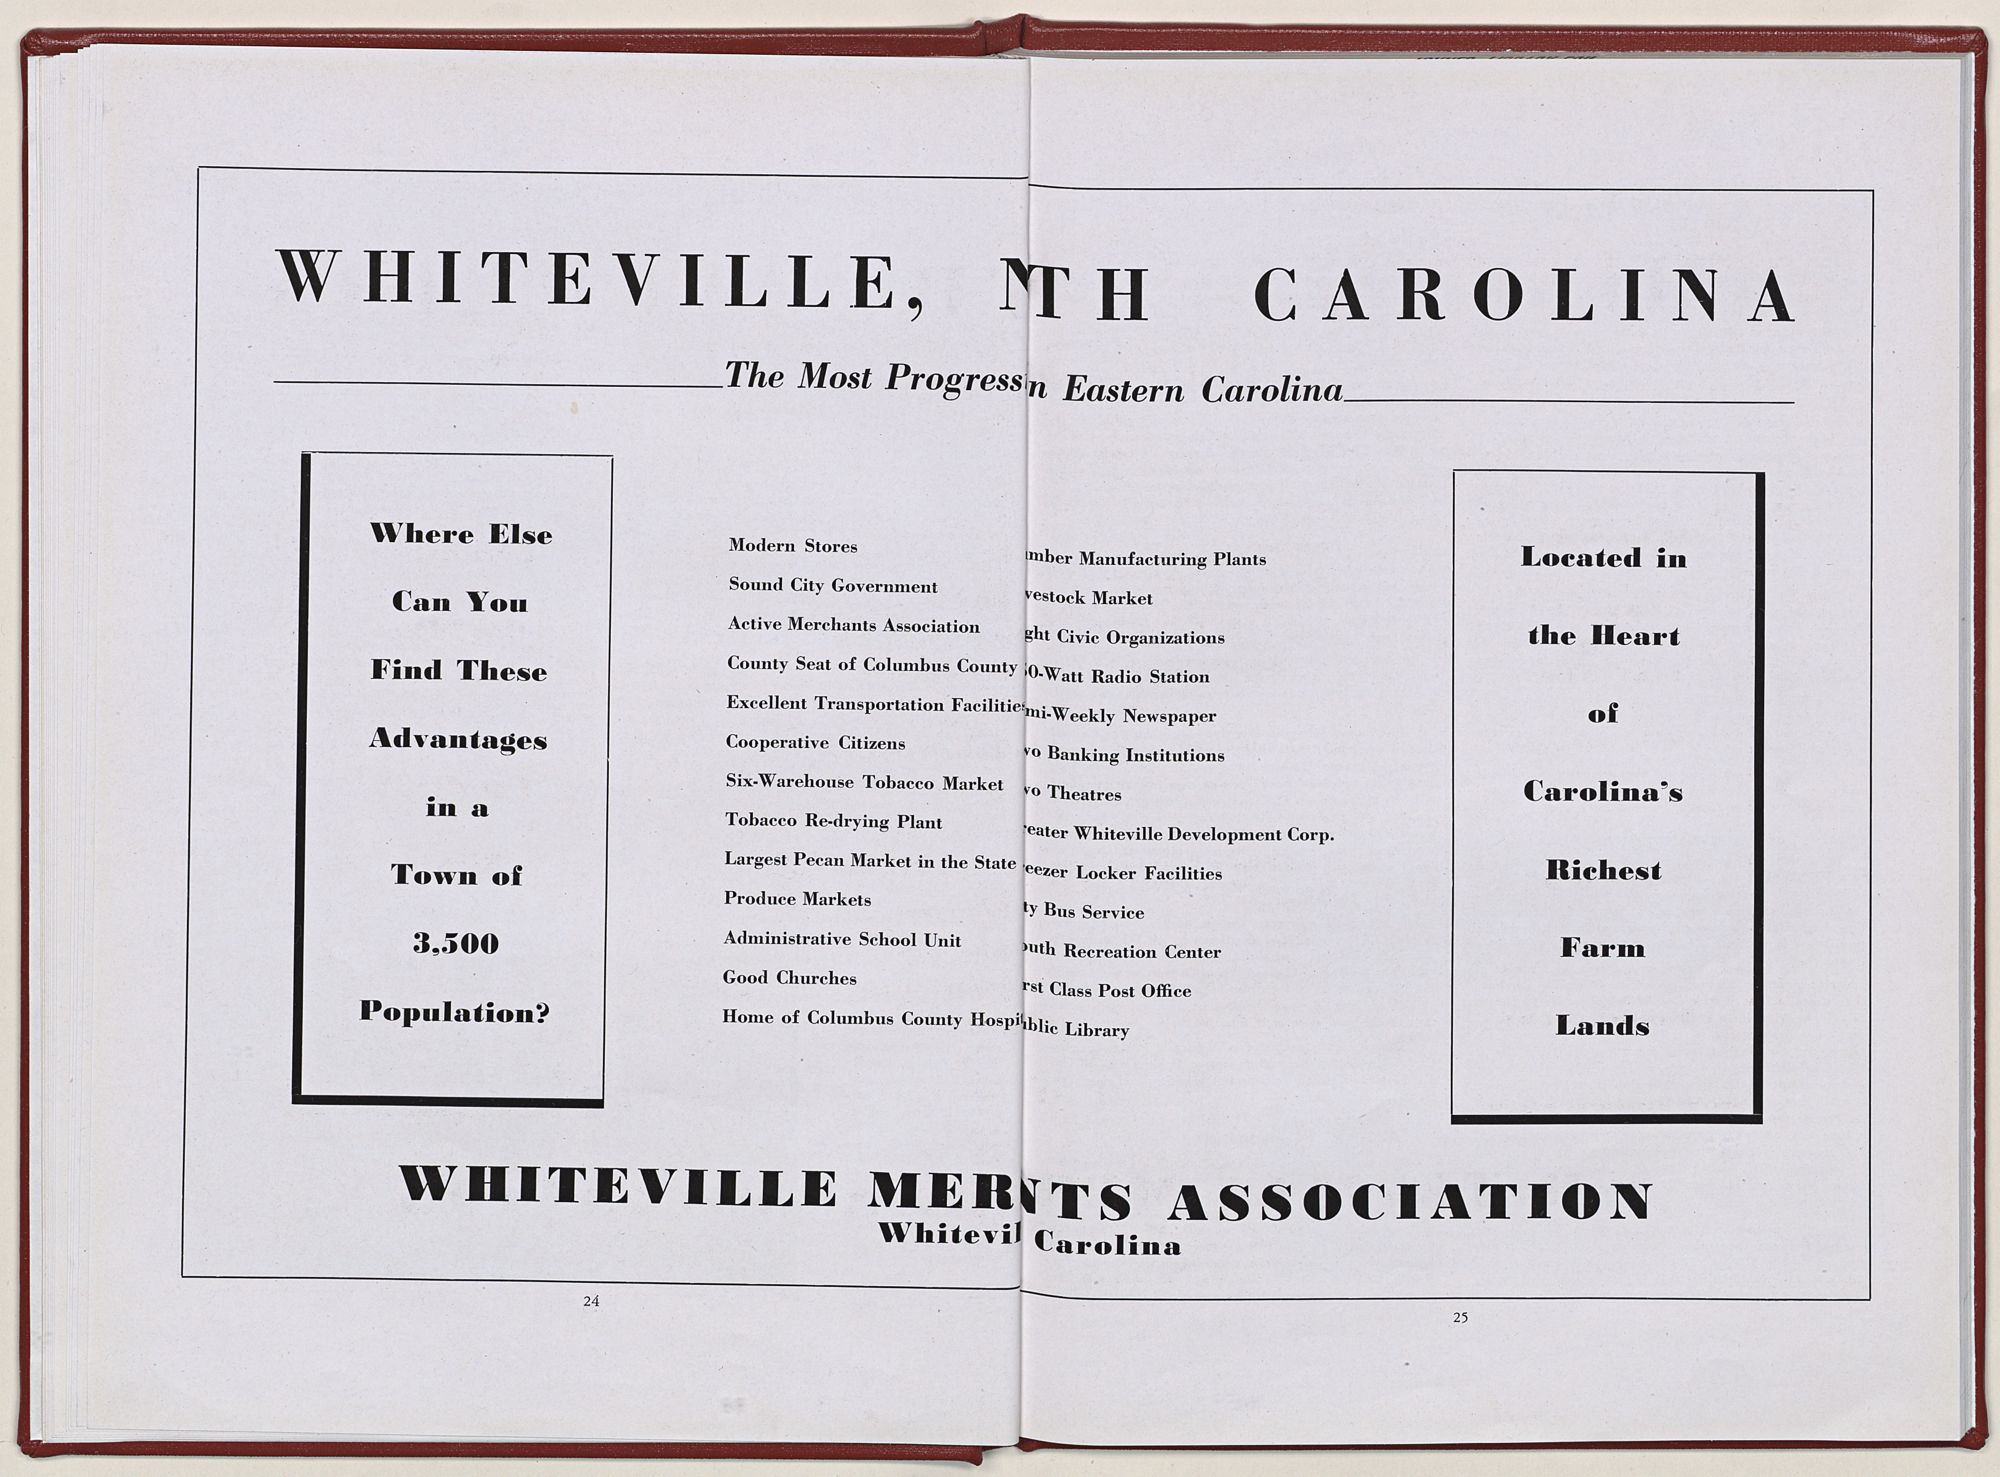 WHITEVILLE, N
TH CAROLINA
The Most Progress
n Eastern Carolina
Where Else
Can You
Find These
Advantages
in a
Town of
3,500
Population?
Modern Stores
Sound City Government
Active Merchants Association
County Seat of Columbus County
Excellent Transportation Facilitie
Cooperative Citizens
Six-Warehouse Tobacco Market
Tobacco Re-drying Plant
Largest Pecan Market in the State
Produce Markets
Administrative School Unit
Good Churches
Home of Columbus County Hospi
mber Manufacturing Plants
vestock Market
ght Civic Organizations
0-Watt Radio Station
mi-Weekly Newspaper
vo Banking Institutions
vo Theatres
eater Whiteville Development Corp.
eezer Locker Facilities
ty Bus Service
outh Recreation Center
rst Class Post Office
blic Library
Located in
the Heart
of
Carolina's
Richest
Farm
Lands
WHITEVILLE MER
NTS ASSOCIATION
Whitevil
Carolina
24
25